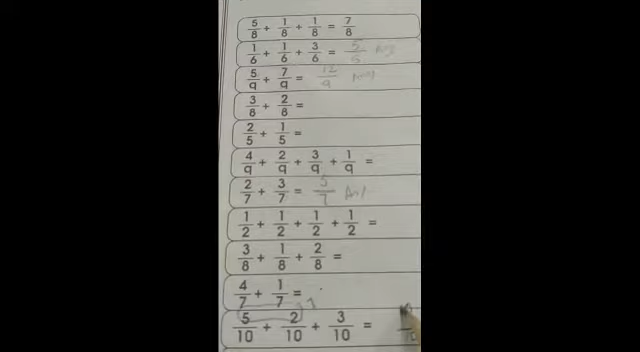 5/8 + 1/8 + 1/8 = 7/8
1/6 + 1/6 + 3/6 = 5/6 Ans
5/9 + 7/9 = 12/9 Ans
3/8 + 2/8 =
2/5 + 1/5 =
4/9 + 2/9 + 3/9 + 1/9 =
2/7 + 3/7 = 5/7 Ans
1/2 + 1/2 + 1/2 + 1/2 =
3/8 + 1/8 + 2/8 =
4/7 + 1/7 =
5/10 + 2/10 + 3/10 =